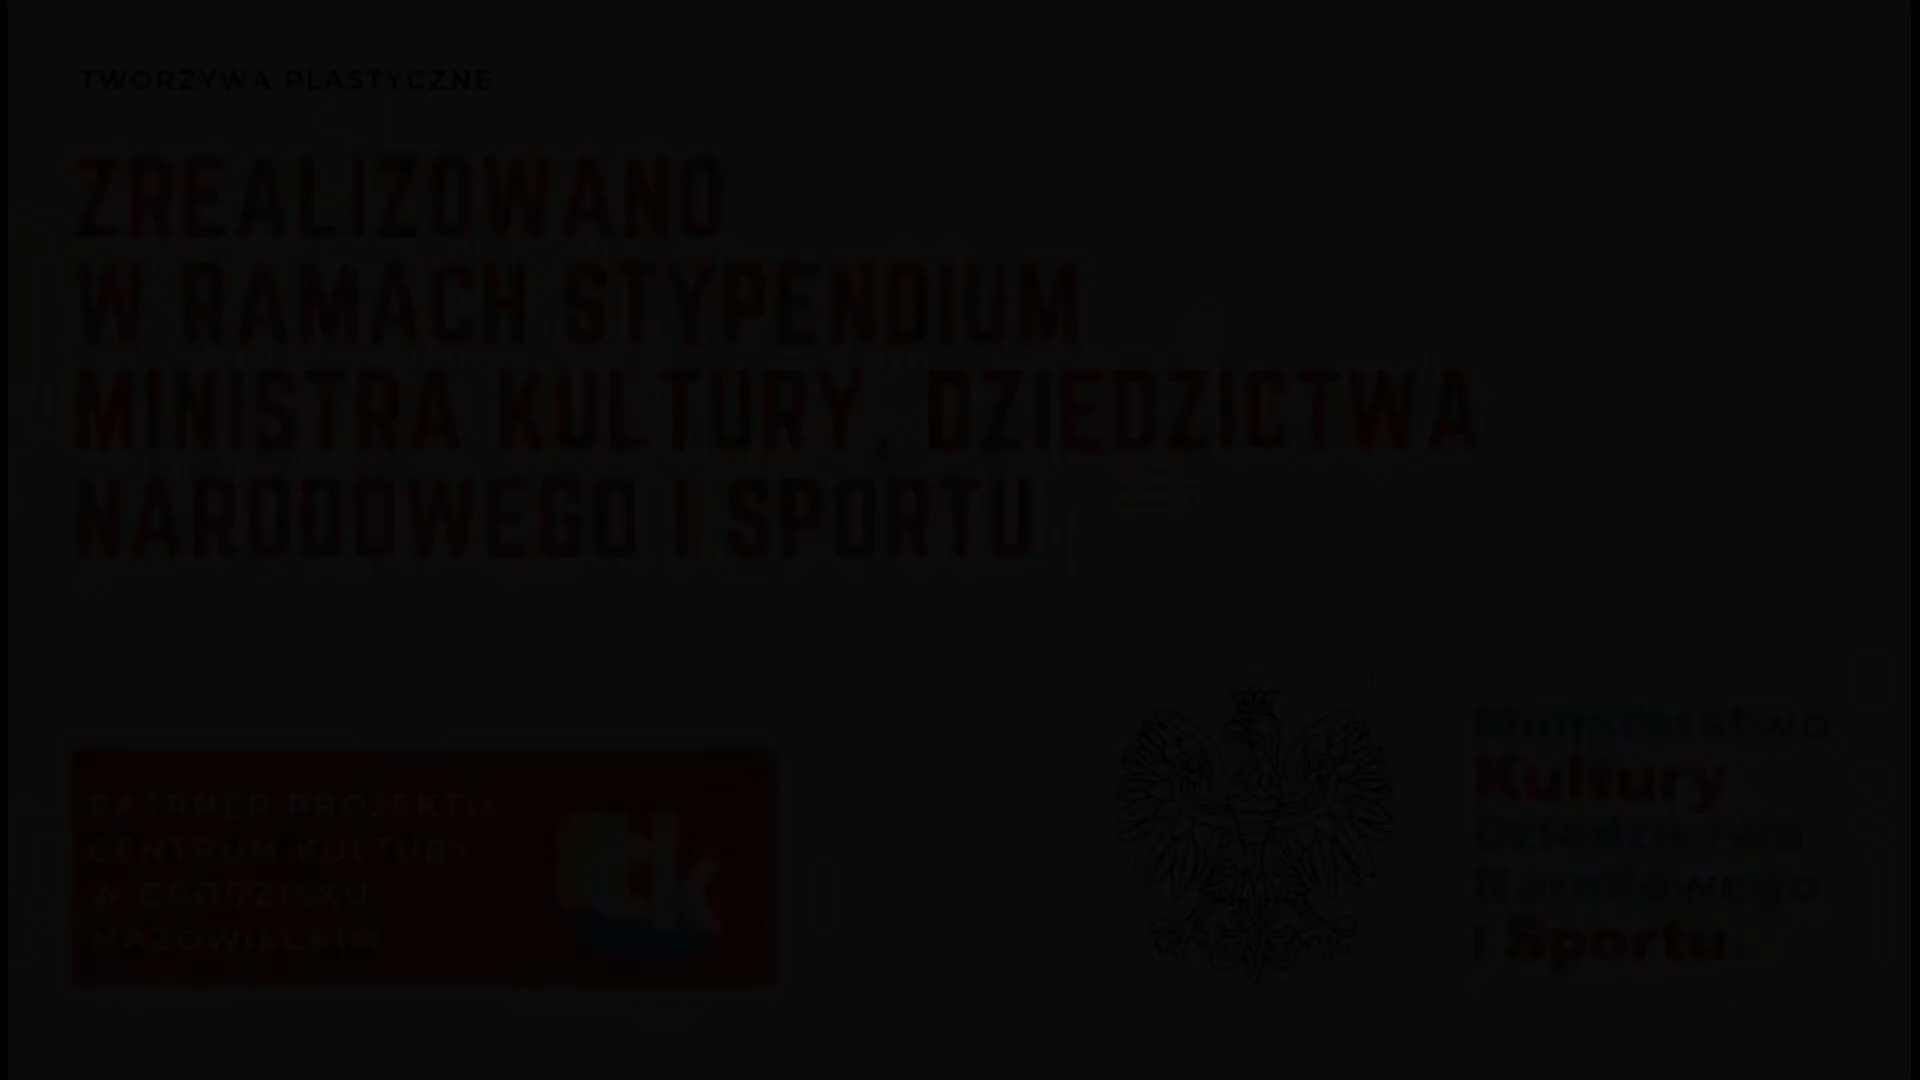 TWORZYWA PLASTYCZNE
ZREALIZOWANO
W RAMACH STYPENDIUM
MINISTRA KULTURY, DZIEDZICTWA
NARODOWEGO I SPORTU
PARTNER PROJEKTU
CENTRUM KULTURY
W GRODZISKU
MAZOWIECKIM
Ck
Ministerstwo
Kultury
Dziedzictwa
Narodowego
i Sportu